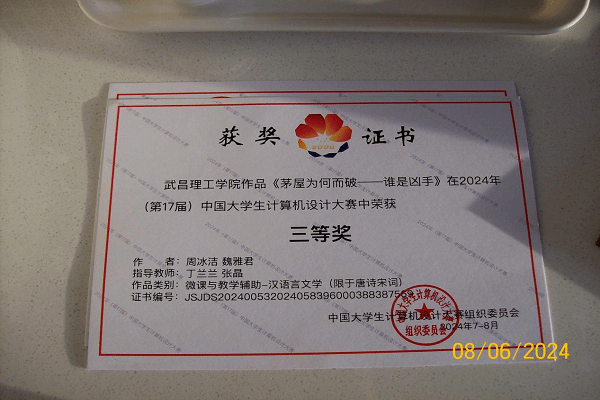 获奖 证书
武昌理工学院作品《茅屋为何而破——谁是凶手》在2024年
（第17届）中国大学生计算机设计大赛中荣获
三等奖
作 者：周冰洁 魏雅君
指导教师：丁兰兰 张晶
作品类别：微课与教学辅助-汉语言文学（限于唐诗宋词）
证书编号：
中国大学生计算机设计大赛组织委员会
2024年7-8月
组织委员会
08/06/2024